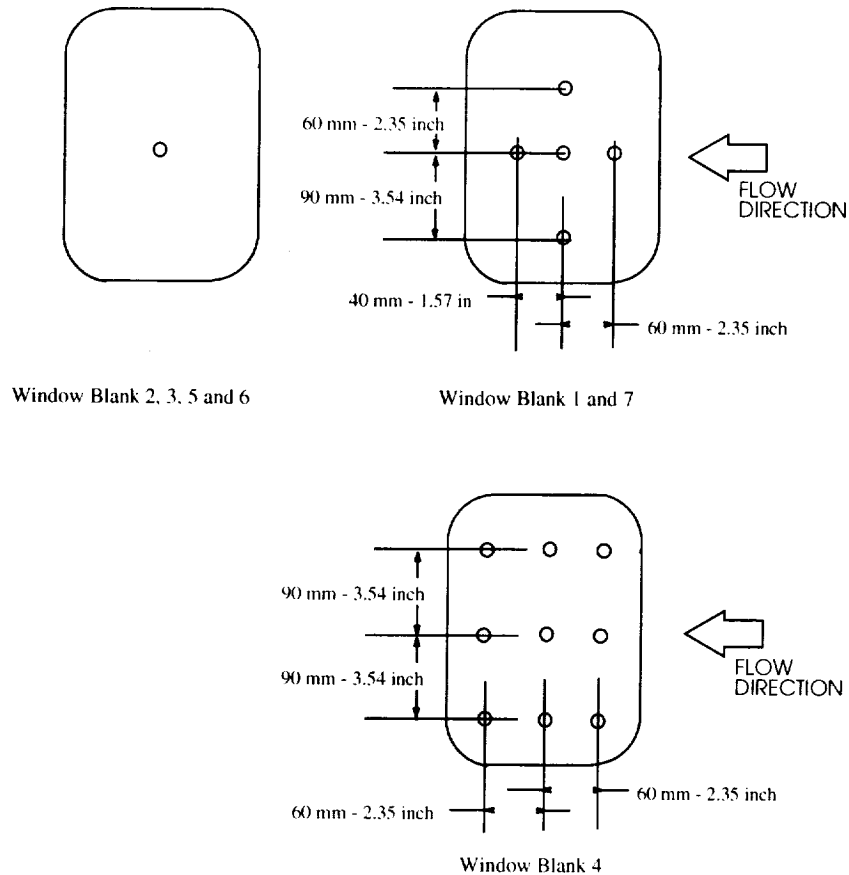 60 mm - 2.35 inch
90 mm - 3.54 inch
FLOW
DIRECTION
40 mm - 1.57 in
60 mm - 2.35 inch
Window Blank 2, 3, 5 and 6
Window Blank 1 and 7
90 mm - 3.54 inch
90 mm - 3.54 inch
FLOW
DIRECTION
60 mm - 2.35 inch
60 mm - 2.35 inch
Window Blank 4